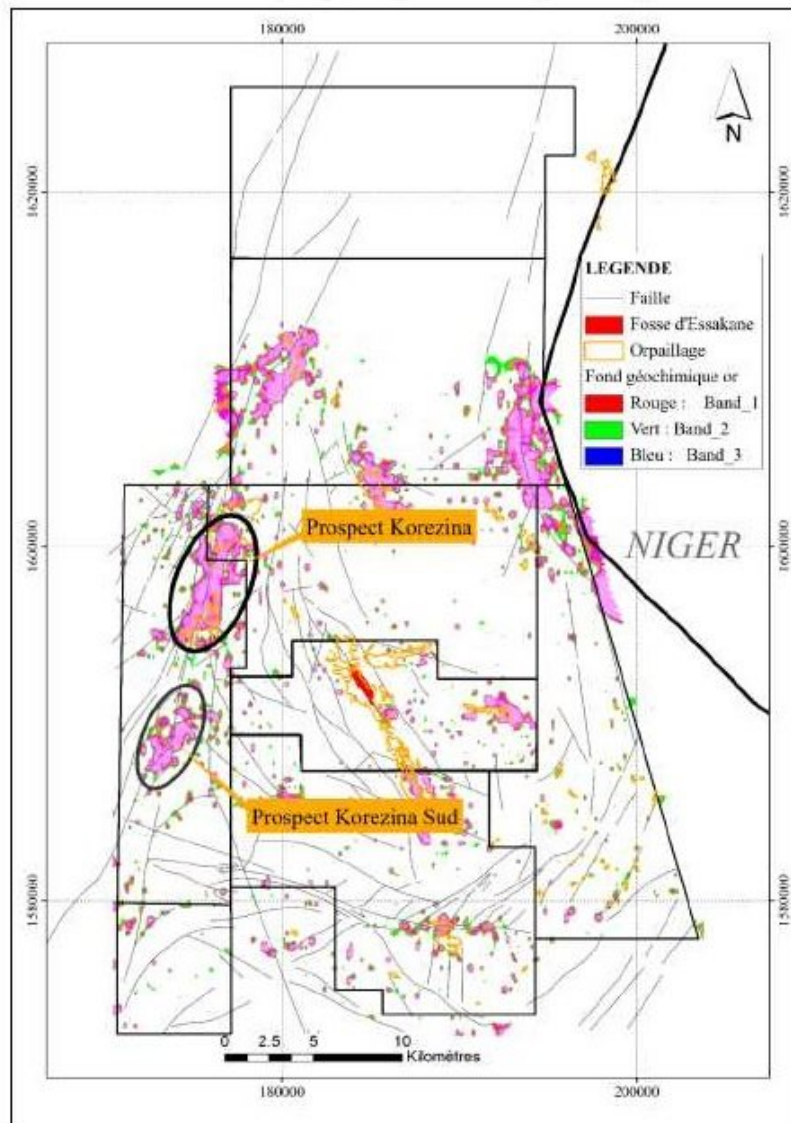 180000
200000
1620000
1620000
N
LEGENDE
Faille
Fosse d'Essakane
Orpaillage
Fond géochimique or
Rouge : Band_1
Vert : Band_2
Bleu : Band_3
Prospect Korezina
1600000
NIGER
1600000
Prospect Korezina Sud
1580000
1580000
0 2.5 5 10
Kilomètres
180000
200000